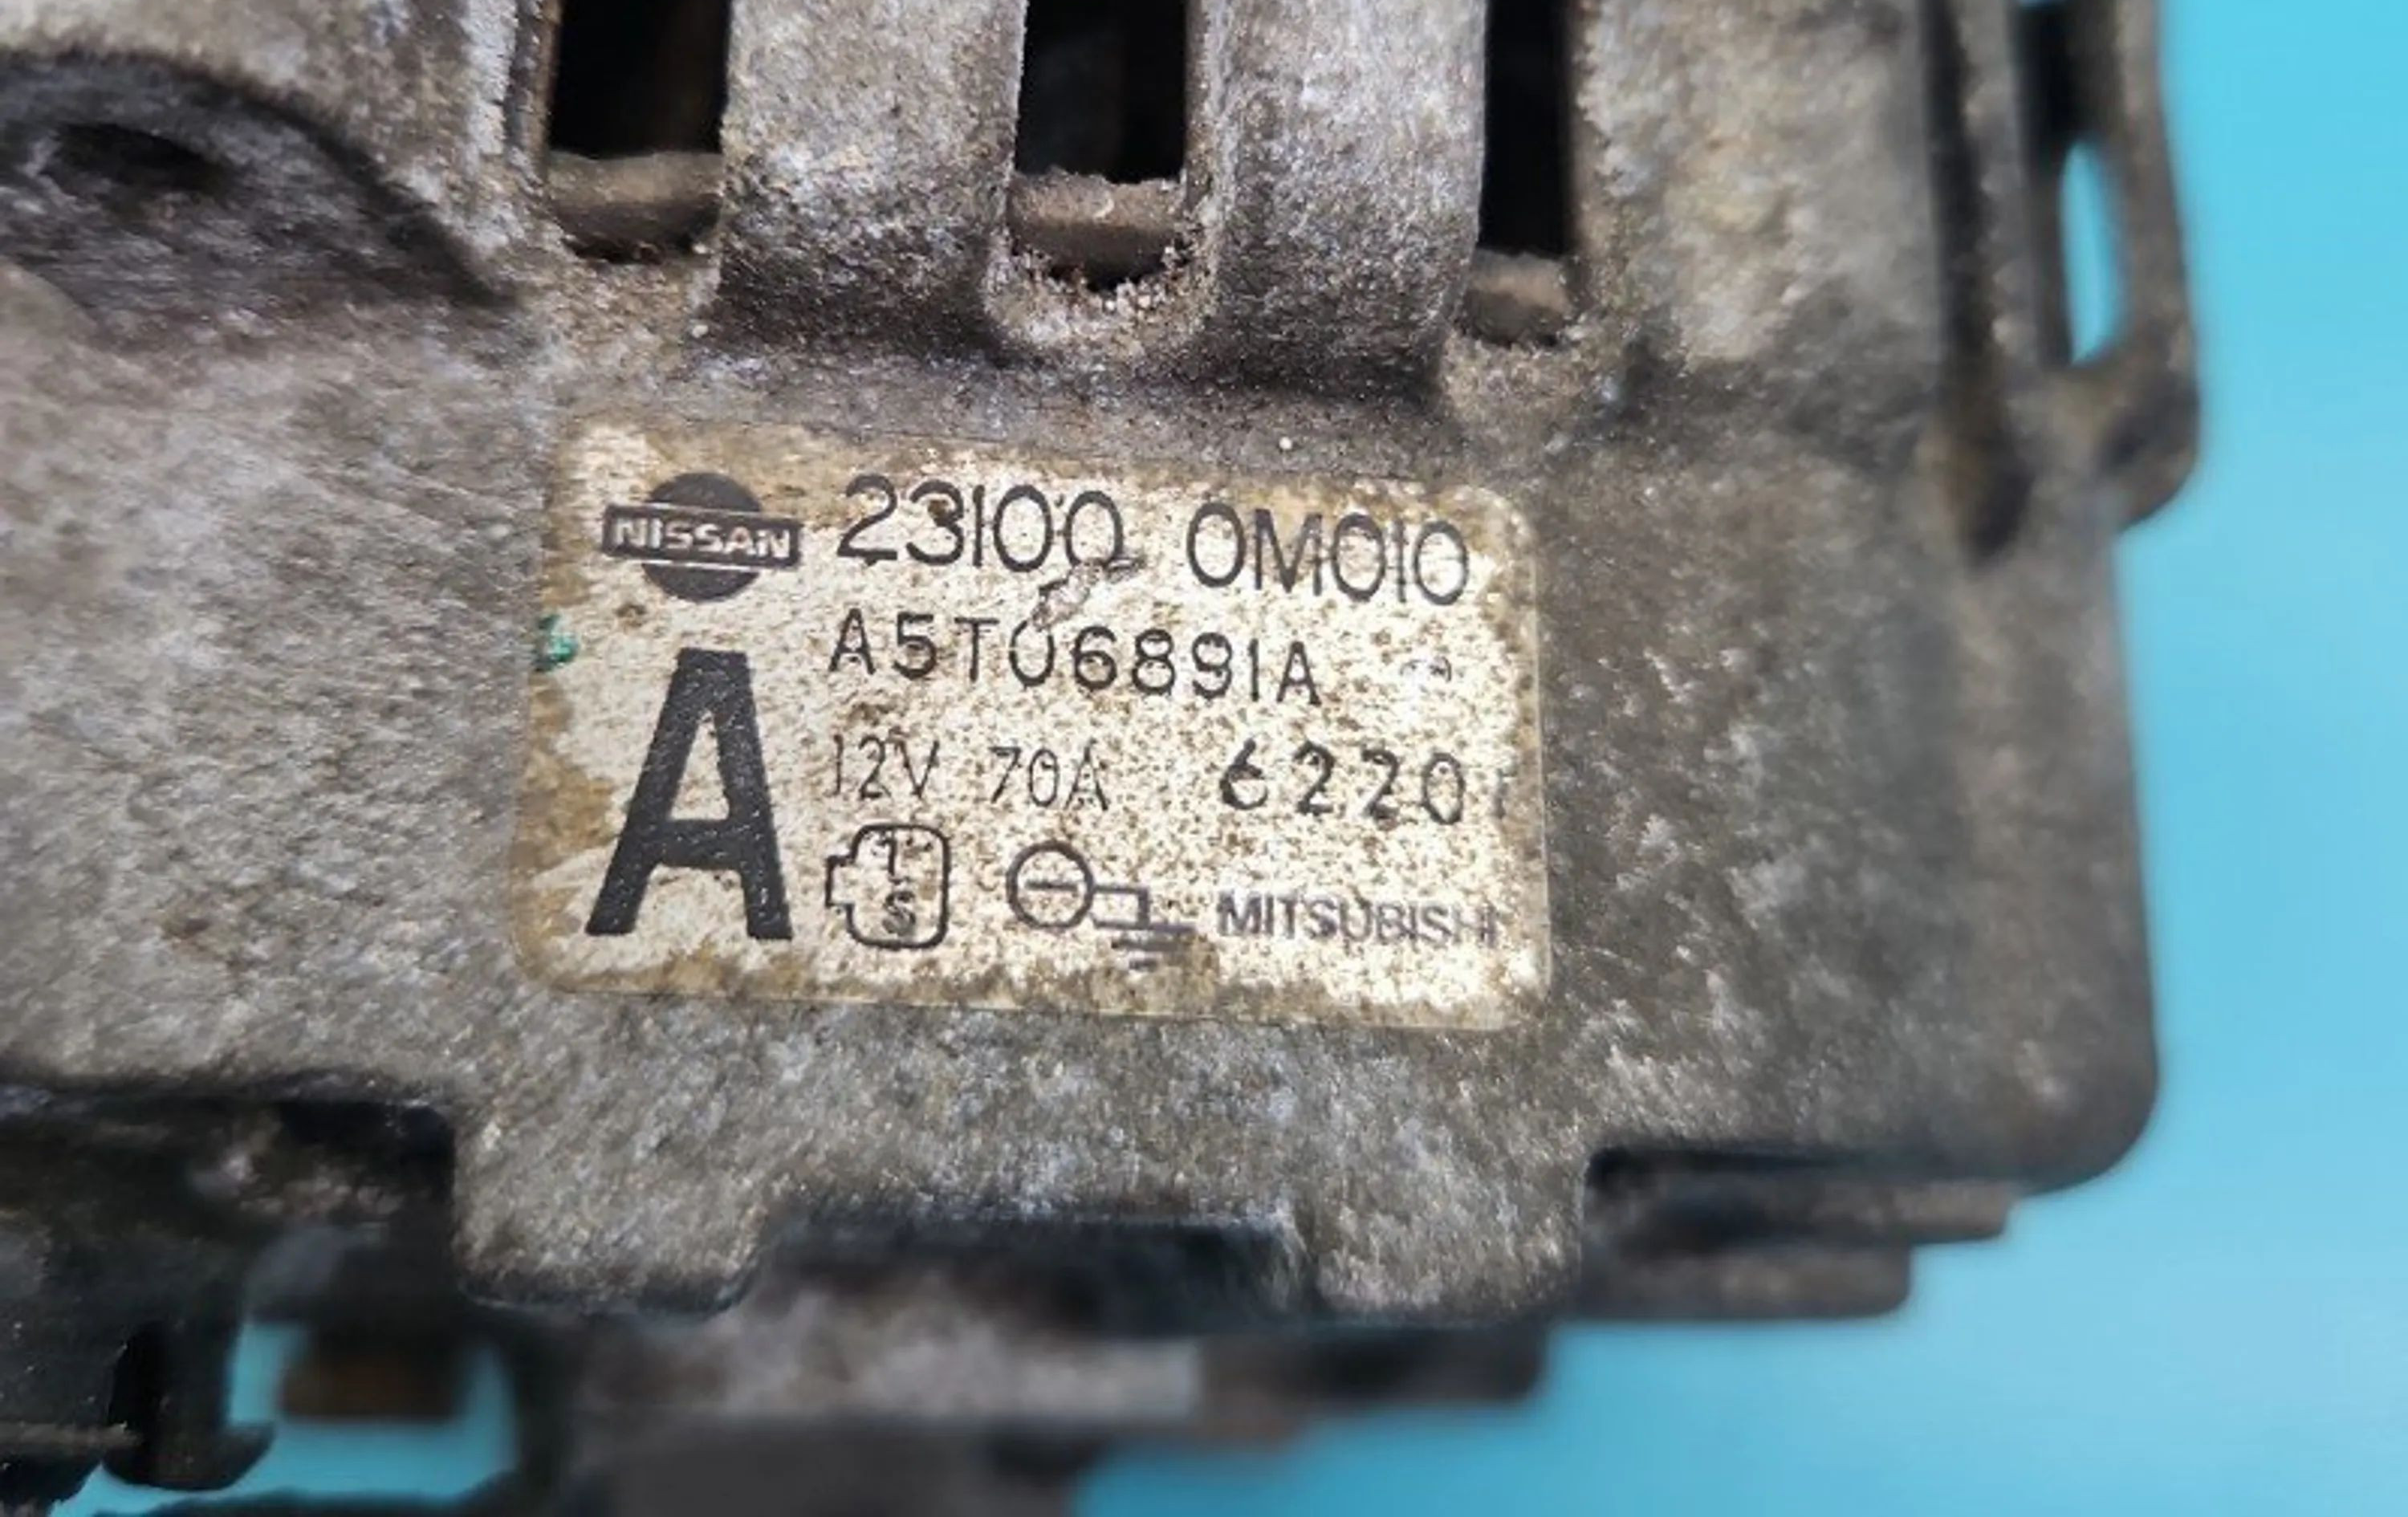 NISSAN 23100 0M010
A5T06891A
A
12V 70A 6220
L
S
MITSUBISHI